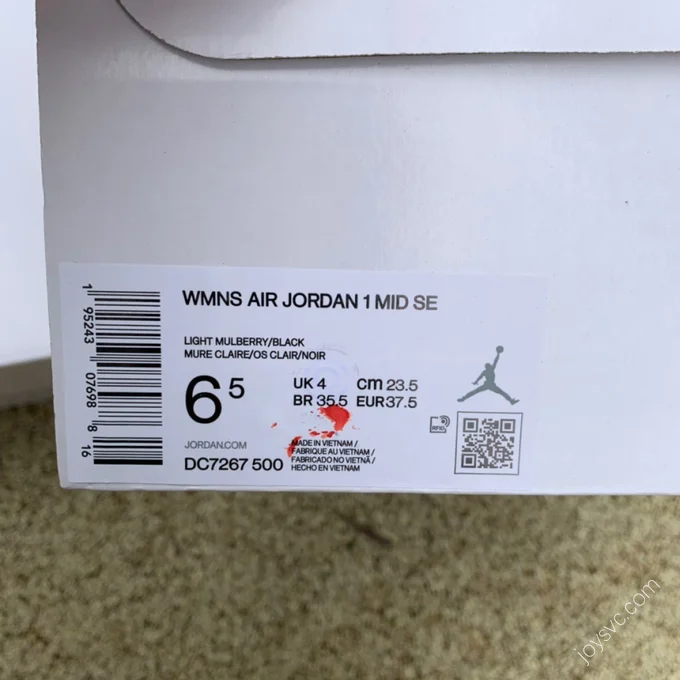 WMNS AIR JORDAN 1 MID SE
LIGHT MULBERRY/BLACK
MURE CLAIRE/OS CLAIR/NOIR
6 5
UK 4 cm 23.5
BR 35.5 EUR 37.5
JORDAN.COM
DC7267 500
MADE IN VIETNAM /
FABRIQUE AU VIETNAM /
FABRICADO NO VIETNÃ /
HECHO EN VIETNAM
RFID
1 95243 07698 8 16
joysvc.com